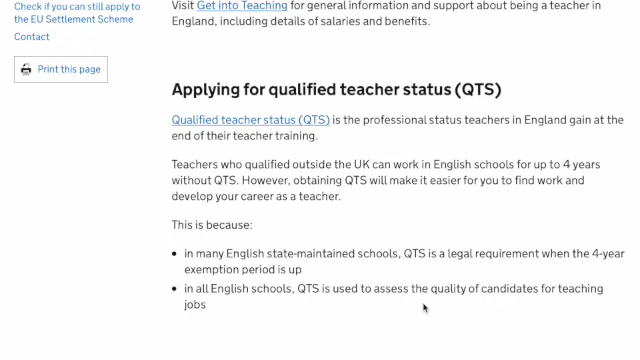 Check if you can still apply to
the EU Settlement Scheme
Contact
Print this page
Visit Get into Teaching for general information and support about being a teacher in
England, including details of salaries and benefits.
Applying for qualified teacher status (QTS)
Qualified teacher status (QTS) is the professional status teachers in England gain at the
end of their teacher training.
Teachers who qualified outside the UK can work in English schools for up to 4 years
without QTS. However, obtaining QTS will make it easier for you to find work and
develop your career as a teacher.
This is because:
• in many English state-maintained schools, QTS is a legal requirement when the 4-year
exemption period is up
• in all English schools, QTS is used to assess the quality of candidates for teaching
jobs